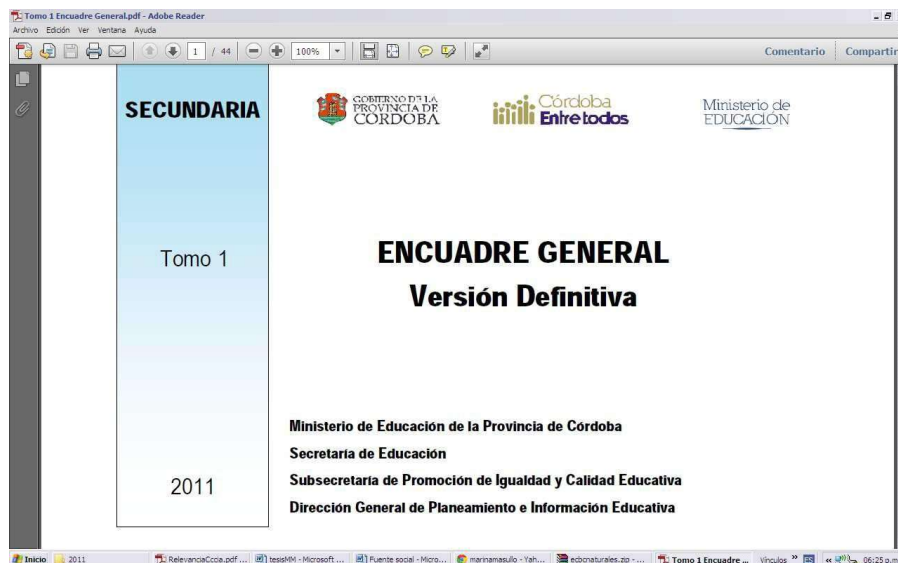 Tomo 1 Encuadre General.pdf - Adobe Reader
Archivo Edición Ver Ventana Ayuda
1 / 44 100% Comentario Compartir
SECUNDARIA
GOBIERNO DE LA
PROVINCIA DE
CÓRDOBA
Córdoba
Entre todos
Ministerio de
EDUCACIÓN
Tomo 1
ENCUADRE GENERAL
Versión Definitiva
Ministerio de Educación de la Provincia de Córdoba
Secretaría de Educación
Subsecretaría de Promoción de Igualdad y Calidad Educativa
Dirección General de Planeamiento e Información Educativa
2011
Inicio 2011 RelevanciaCcia.pdf ... tesisMM - Microsoft ... Fuente social - Micro... marinamasullo - Yah... ecbcnaturales.zip - ... Tomo 1 Encuadre ... Vínculos » « 06:25 p.m.